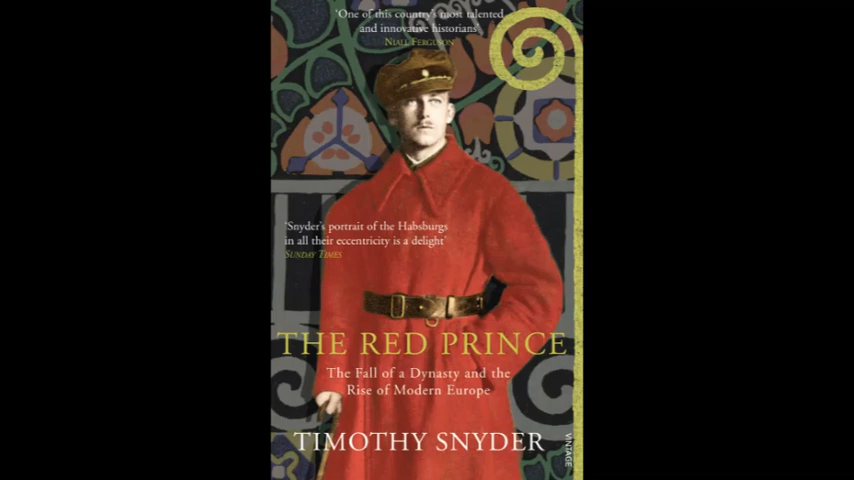 'One of this country's most talented
and innovative historians'
NIALL FERGUSON
'Snyder's portrait of the Habsburgs
in all their eccentricity is a delight'
SUNDAY TIMES
THE RED PRINCE
The Fall of a Dynasty and the
Rise of Modern Europe
TIMOTHY SNYDER
VINTAGE